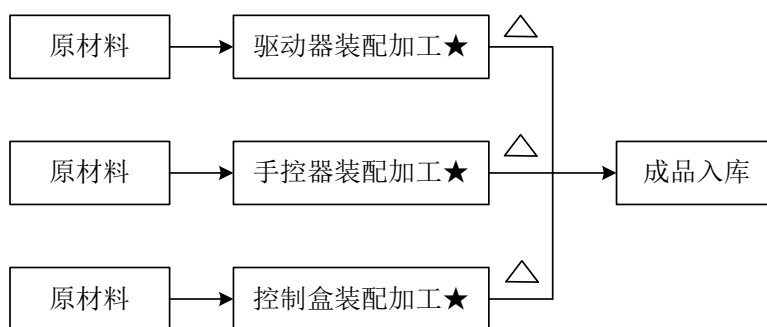 原材料
驱动器装配加工★
原材料
手控器装配加工★
成品入库
原材料
控制盒装配加工★